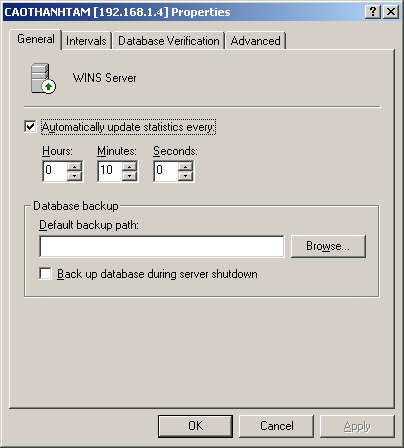 CAOTHANHTAM [192.168.1.4] Properties
General Intervals Database Verification Advanced
WINS Server
Automatically update statistics every:
Hours: Minutes: Seconds:
0 10 0
Database backup
Default backup path:
Browse...
Back up database during server shutdown
OK Cancel Apply